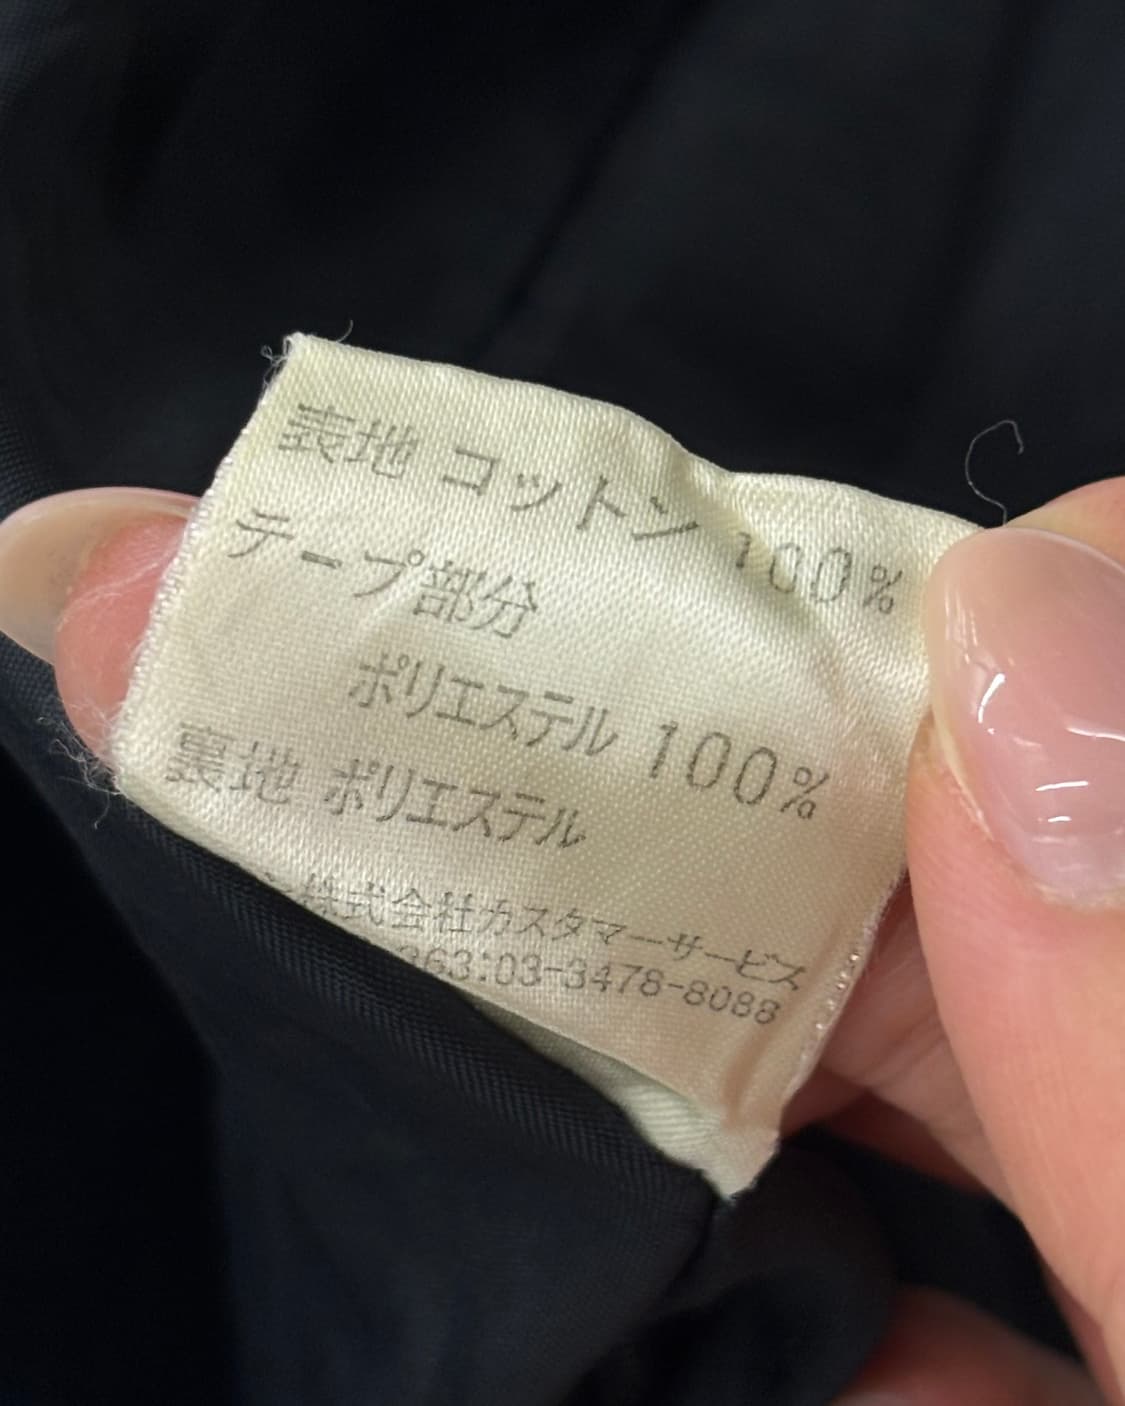 表地 コットン 100%
テープ部分
ポリエステル 100%
裏地 ポリエステル
株式会社カスタマーサービス
363:03-3478-8088